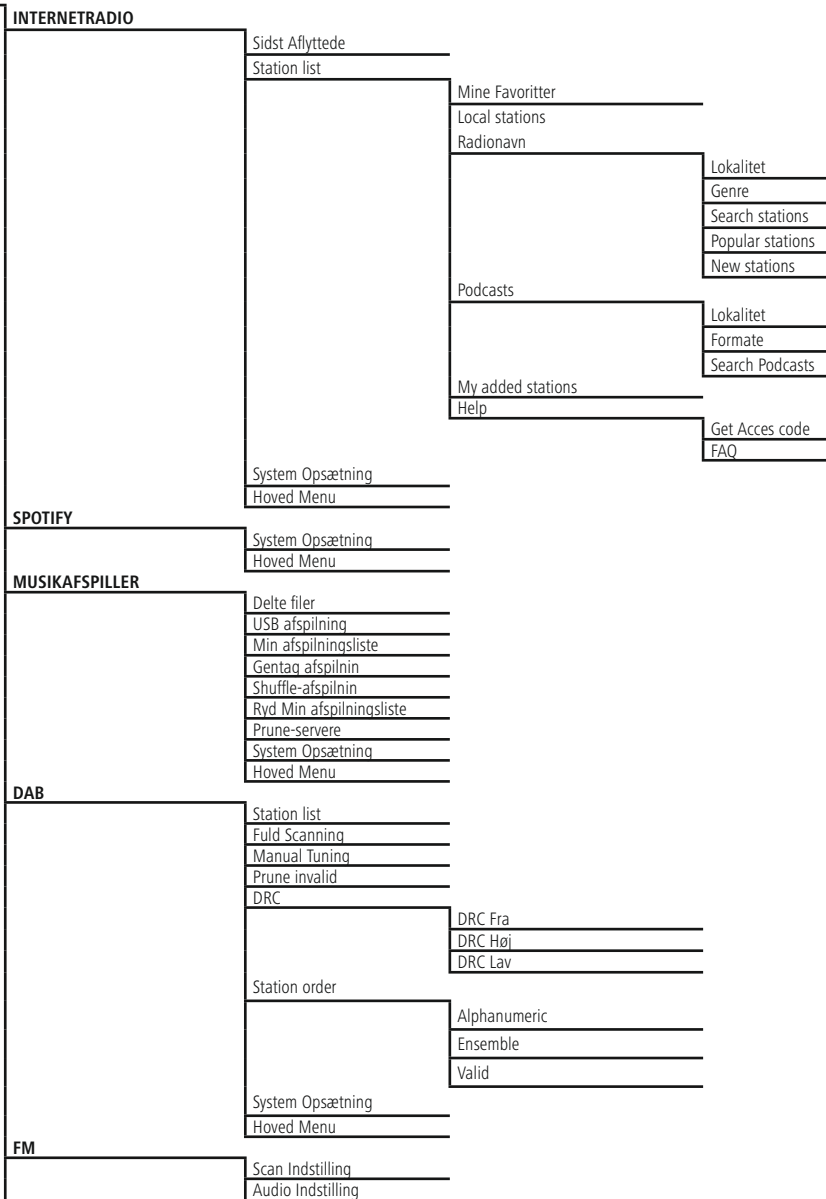 INTERNETRADIO
Sidst Aflyttede
Station list
Mine Favoritter
Local stations
Radionavn
Lokalitet
Genre
Search stations
Popular stations
New stations
Podcasts
Lokalitet
Formate
Search Podcasts
My added stations
Help
Get Acces code
FAQ
System Opsætning
Hoved Menu
SPOTIFY
System Opsætning
Hoved Menu
MUSIKAFSPILLER
Delte filer
USB afspilning
Min afspilningsliste
Gentag afspilnin
Shuffle-afspilnin
Ryd Min afspilningsliste
Prune-servere
System Opsætning
Hoved Menu
DAB
Station list
Fuld Scanning
Manual Tuning
Prune invalid
DRC
DRC Fra
DRC Høj
DRC Lav
Station order
Alphanumeric
Ensemble
Valid
System Opsætning
Hoved Menu
FM
Scan Indstilling
Audio Indstilling